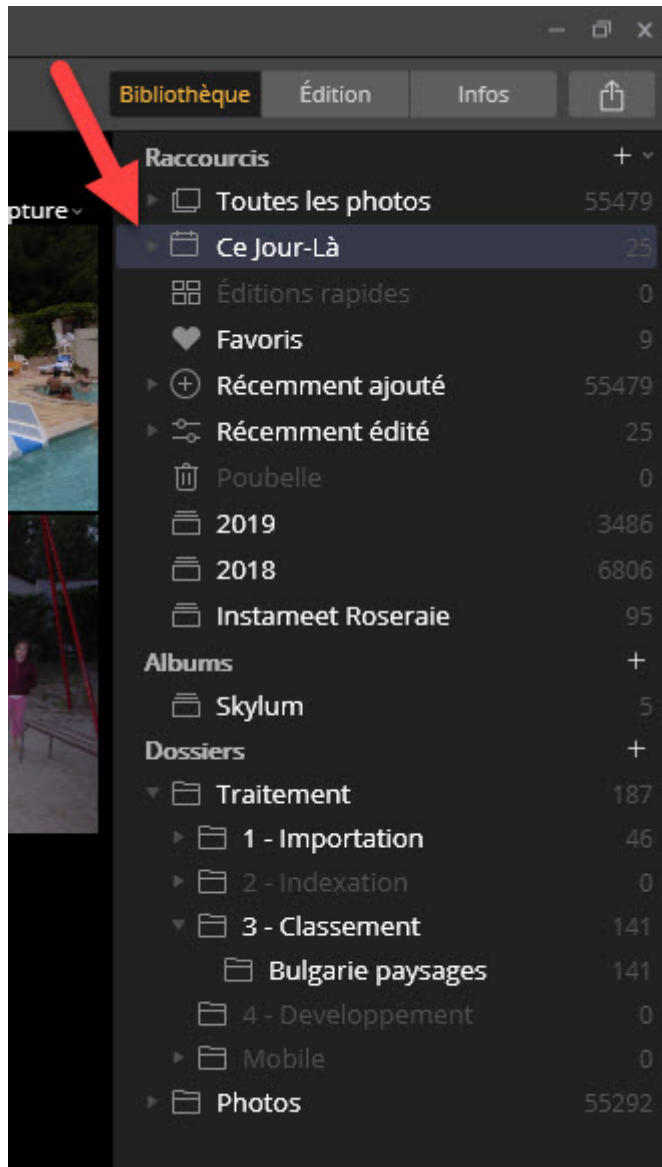 Bibliothèque Édition Infos
Raccourcis
pture
Toutes les photos 55479
Ce Jour-Là 25
Éditions rapides 0
Favoris 9
Récemment ajouté 55479
Récemment édité 25
Poubelle 0
2019 3486
2018 6806
Instameet Roseraie 95
Albums
Skylum 5
Dossiers
Traitement 187
1 - Importation 46
2 - Indexation 0
3 - Classement 141
Bulgarie paysages 141
4 - Developpement 0
Mobile 0
Photos 55292